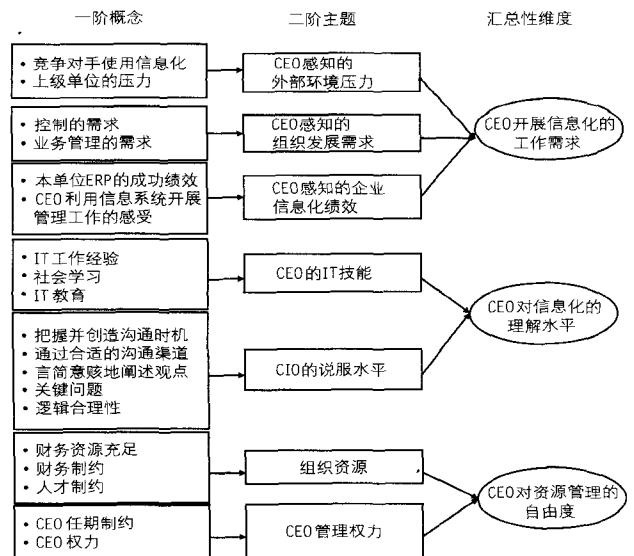 一阶概念
二阶主题
汇总性维度
• 竞争对手使用信息化
• 上级单位的压力
CEO感知的
外部环境压力
• 控制的需求
• 业务管理的需求
CEO感知的
组织发展需求
CEO开展信息化的
工作需求
• 本单位ERP的成功绩效
• CEO利用信息系统开展
管理工作的感受
CEO感知的企业
信息化绩效
• IT工作经验
• 社会学习
• IT教育
CEO的IT技能
CEO对信息化的
理解水平
• 把握并创造沟通时机
• 通过合适的沟通渠道
• 言简意赅地阐述观点
• 关键问题
• 逻辑合理性
CIO的说服水平
• 财务资源充足
• 财务制约
• 人才制约
组织资源
CEO对资源管理的
自由度
• CEO任期制约
• CEO权力
CEO管理权力